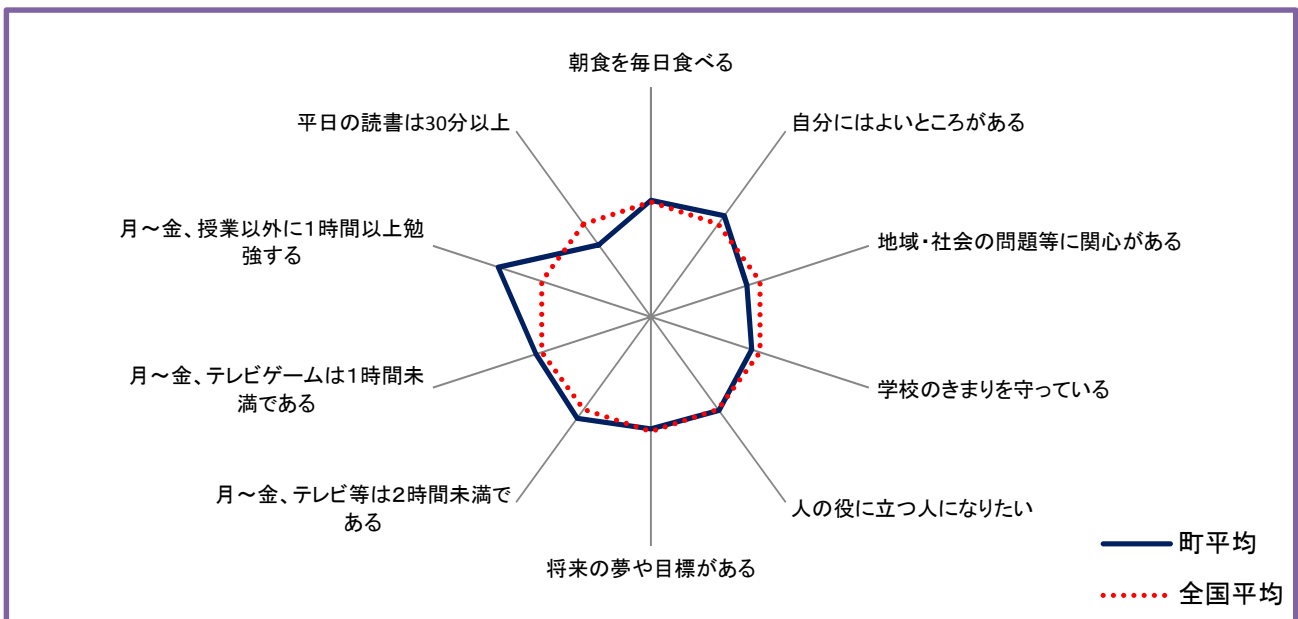 朝食を毎日食べる
平日の読書は30分以上
自分にはよいところがある
月～金、授業以外に１時間以上勉
強する
地域・社会の問題等に関心がある
月～金、テレビゲームは１時間未
満である
学校のきまりを守っている
月～金、テレビ等は２時間未満で
ある
人の役に立つ人になりたい
将来の夢や目標がある
町平均
全国平均